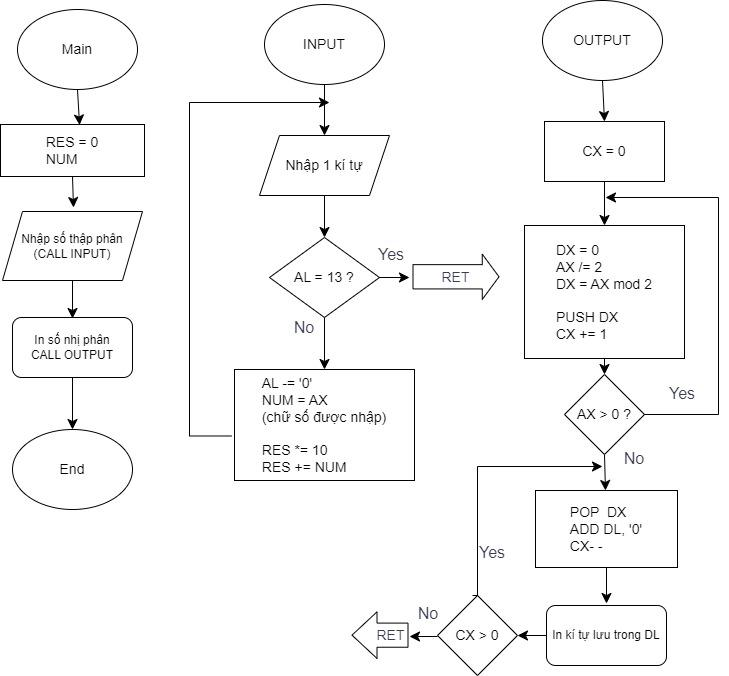 Main
RES = 0
NUM
Nhập số thập phân
(CALL INPUT)
In số nhị phân
CALL OUTPUT
End
INPUT
Nhập 1 kí tự
AL = 13 ?
Yes
RET
No
AL -= '0'
NUM = AX
(chữ số được nhập)
RES *= 10
RES += NUM
OUTPUT
CX = 0
DX = 0
AX /= 2
DX = AX mod 2
PUSH DX
CX += 1
AX > 0 ?
Yes
No
POP DX
ADD DL, '0'
CX- -
In kí tự lưu trong DL
CX > 0
Yes
No
RET